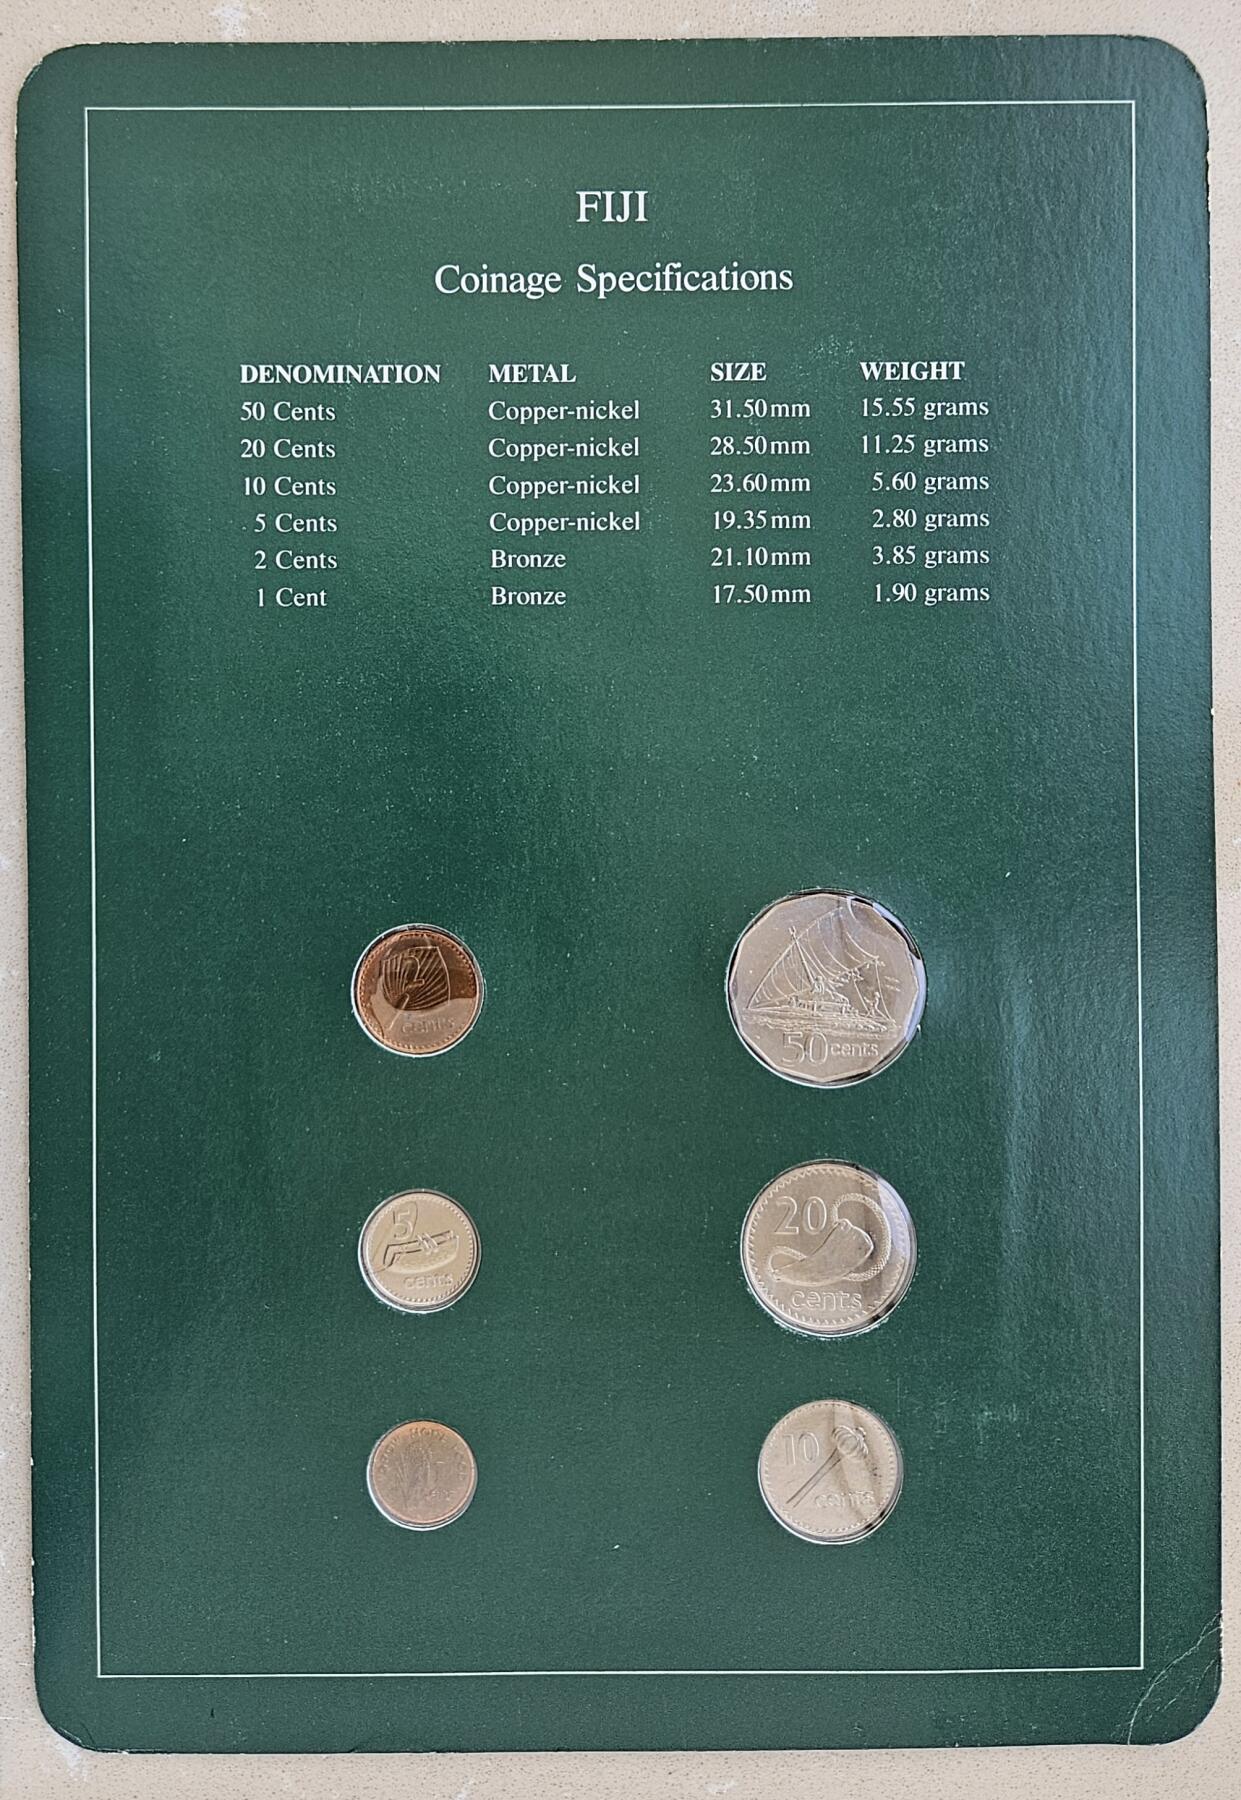 FIJI
Coinage Specifications
DENOMINATION METAL SIZE WEIGHT
50 Cents Copper-nickel 31.50mm 15.55 grams
20 Cents Copper-nickel 28.50mm 11.25 grams
10 Cents Copper-nickel 23.60mm 5.60 grams
5 Cents Copper-nickel 19.35mm 2.80 grams
2 Cents Bronze 21.10mm 3.85 grams
1 Cent Bronze 17.50mm 1.90 grams
2
cents
50 cents
5
cents
20
cents
10
cents